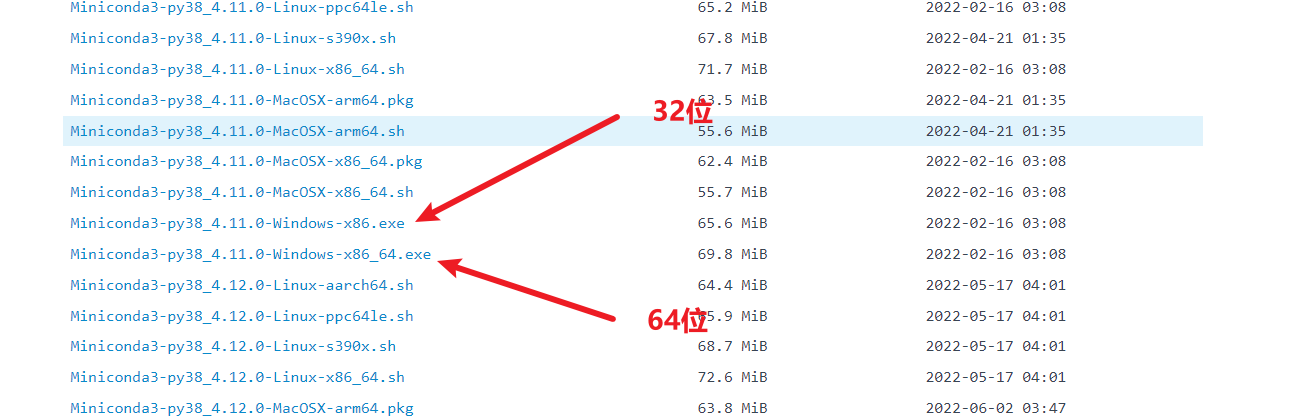 Miniconda3-py38_4.11.0-Linux-ppc64le.sh 65.2 MiB 2022-02-16 03:08
Miniconda3-py38_4.11.0-Linux-s390x.sh 67.8 MiB 2022-04-21 01:35
Miniconda3-py38_4.11.0-Linux-x86_64.sh 71.7 MiB 2022-02-16 03:08
Miniconda3-py38_4.11.0-MacOSX-arm64.pkg 63.5 MiB 2022-04-21 01:35
32位
Miniconda3-py38_4.11.0-MacOSX-arm64.sh 55.6 MiB 2022-04-21 01:35
Miniconda3-py38_4.11.0-MacOSX-x86_64.pkg 62.4 MiB 2022-02-16 03:08
Miniconda3-py38_4.11.0-MacOSX-x86_64.sh 55.7 MiB 2022-02-16 03:08
Miniconda3-py38_4.11.0-Windows-x86.exe 65.6 MiB 2022-02-16 03:08
Miniconda3-py38_4.11.0-Windows-x86_64.exe 69.8 MiB 2022-02-16 03:08
Miniconda3-py38_4.12.0-Linux-aarch64.sh 64.4 MiB 2022-05-17 04:01
Miniconda3-py38_4.12.0-Linux-ppc64le.sh MiB 2022-05-17 04:01
64位
Miniconda3-py38_4.12.0-Linux-s390x.sh 68.7 MiB 2022-05-17 04:01
Miniconda3-py38_4.12.0-Linux-x86_64.sh 72.6 MiB 2022-05-17 04:01
Miniconda3-py38_4.12.0-MacOSX-arm64.pkg 63.8 MiB 2022-06-02 03:47